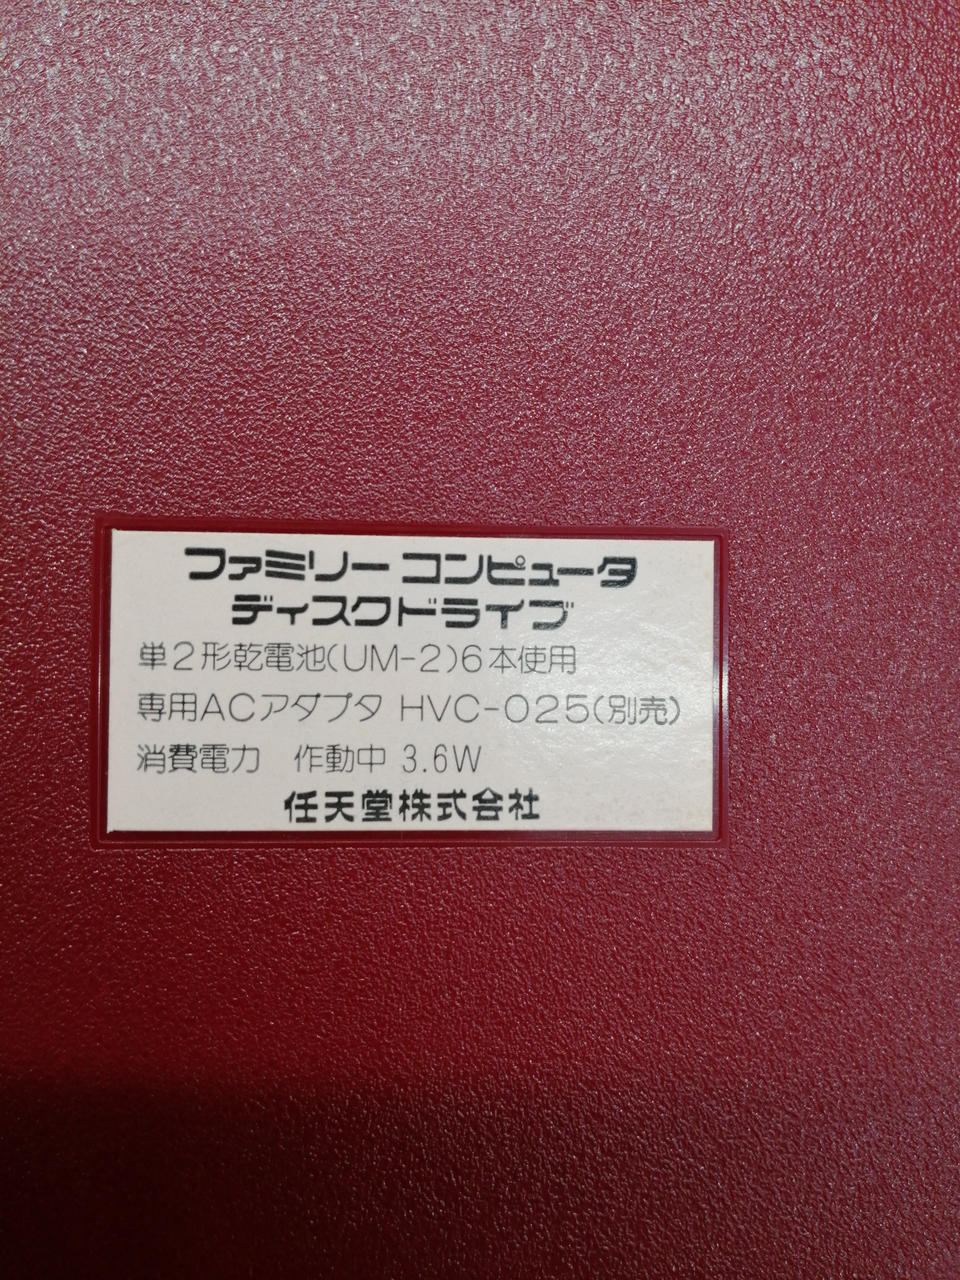 ファミリー コンピュータ
ディスクドライブ
単2形乾電池(UM-2)6本使用
専用ACアダプタ HVC-025(別売)
消費電力 作動中 3.6W
任天堂株式会社